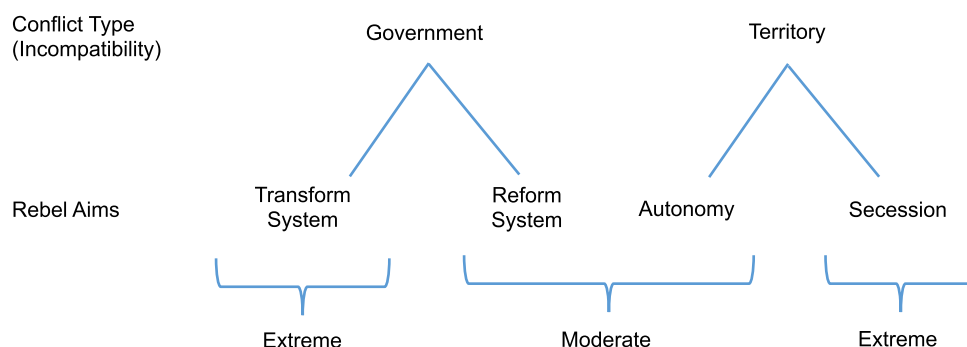 Conflict Type
(Incompatibility)
Government
Territory
Rebel Aims
Transform
System
Reform
System
Autonomy
Secession
Extreme
Moderate
Extreme